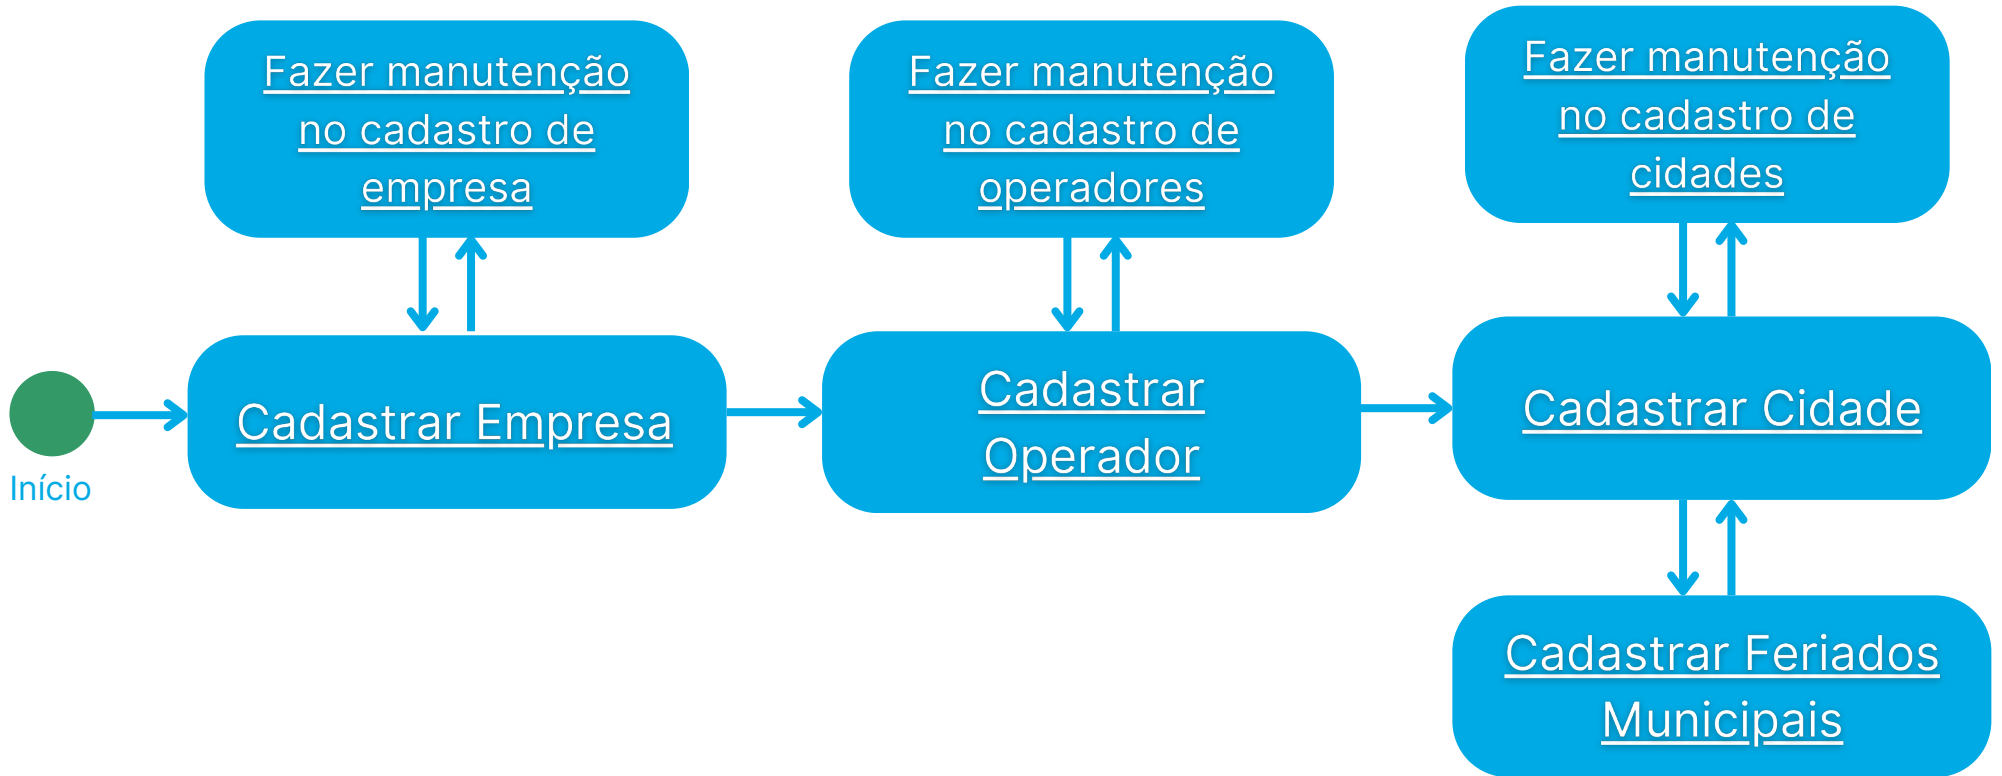 Fazer manutenção
no cadastro de
empresa
Fazer manutenção
no cadastro de
operadores
Fazer manutenção
no cadastro de
cidades
Início
Cadastrar Empresa
Cadastrar
Operador
Cadastrar Cidade
Cadastrar Feriados
Municipais